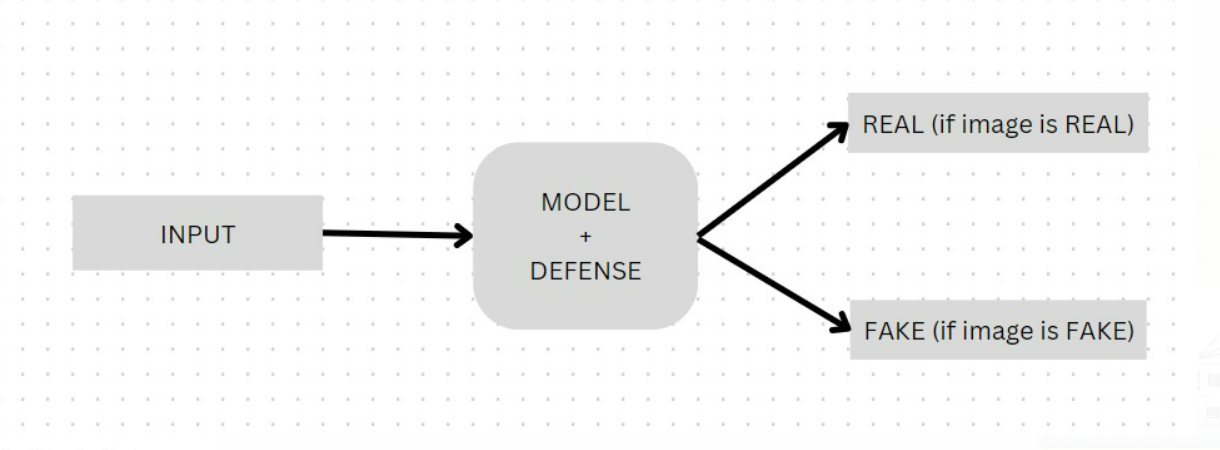 INPUT
MODEL
+
DEFENSE
REAL (if image is REAL)
FAKE (if image is FAKE)